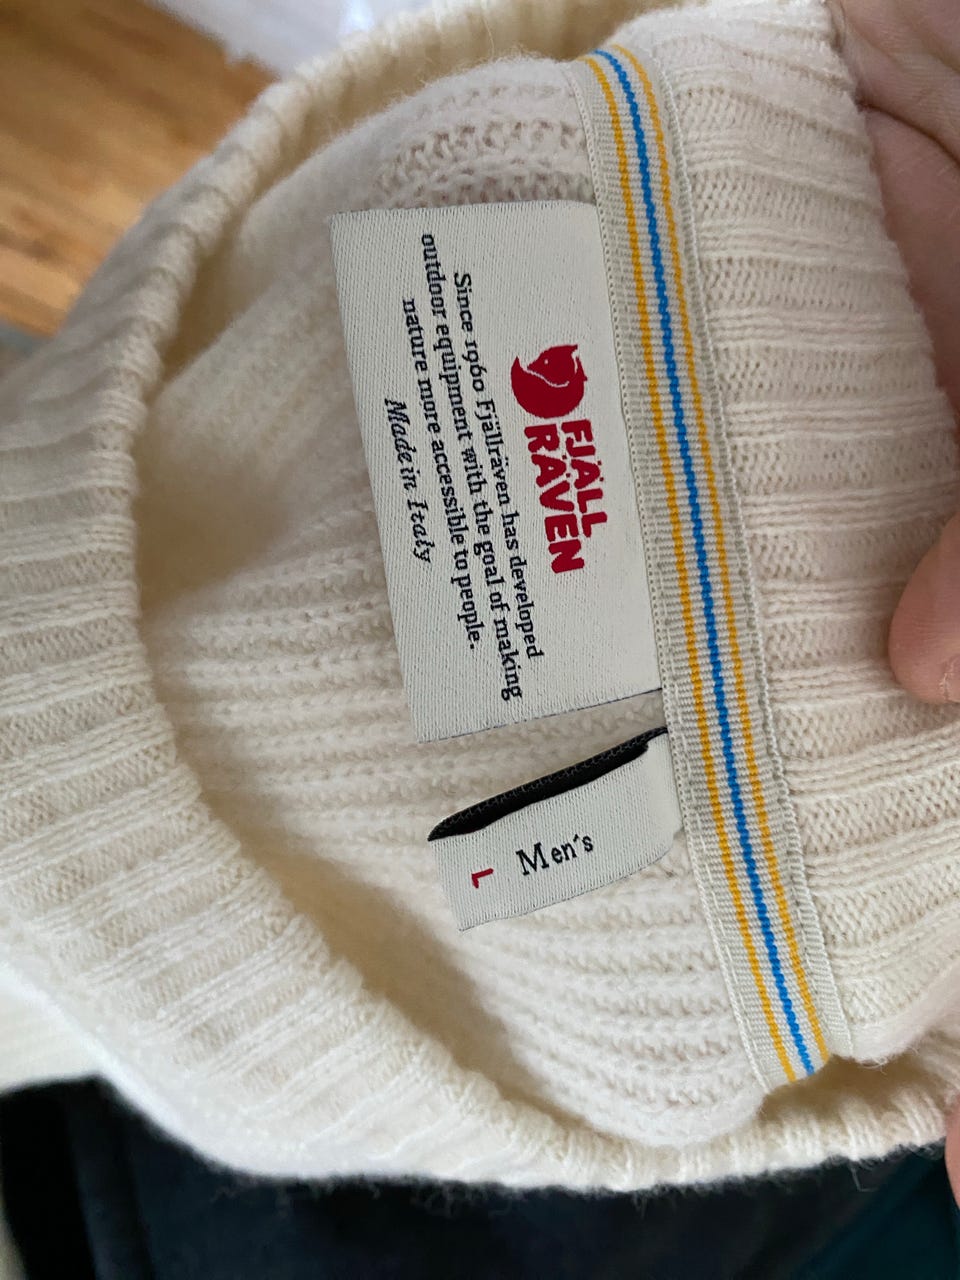 FJÄLL
RÄVEN
Since 1960 Fjällräven has developed
outdoor equipment with the goal of making
nature more accessible to people.
Made in Italy
Men's
L